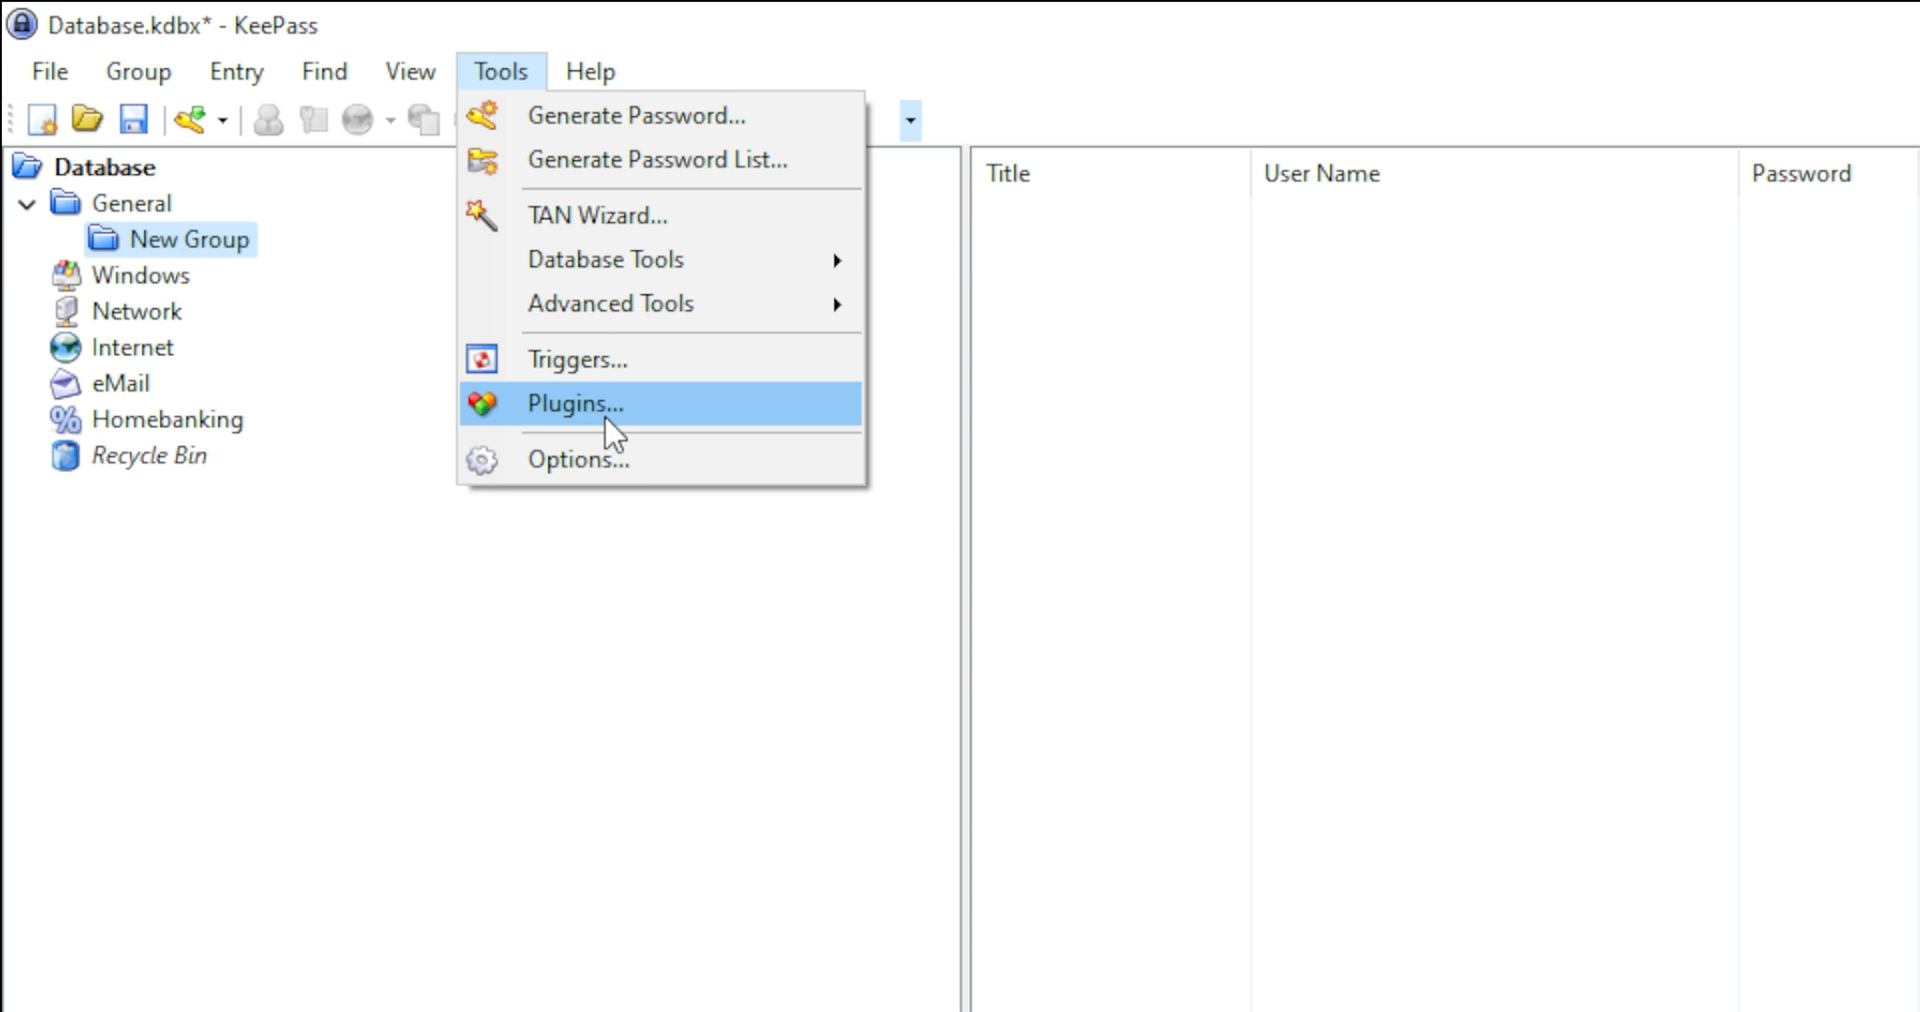 Database.kdbx* - KeePass
File Group Entry Find View Tools Help
Generate Password...
Generate Password List...
TAN Wizard...
Database Tools
Advanced Tools
Triggers...
Plugins...
Options...
Database
General
New Group
Windows
Network
Internet
eMail
Homebanking
Recycle Bin
Title User Name Password